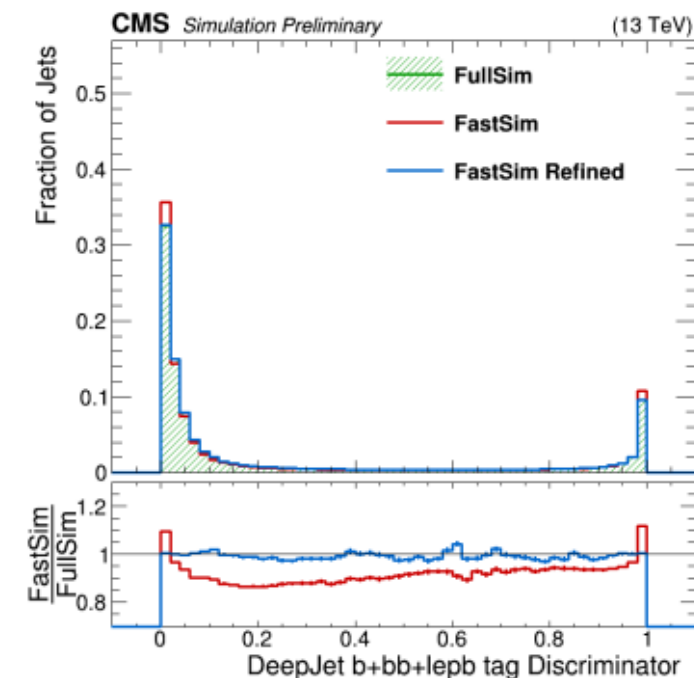 CMS Simulation Preliminary (13 TeV)
Fraction of Jets
0.5
0.4
0.3
0.2
0.1
0
FullSim
FastSim
FastSim Refined
FastSim
FullSim
1.2
1
0.8
0 0.2 0.4 0.6 0.8 1
DeepJet b+bb+lepb tag Discriminator